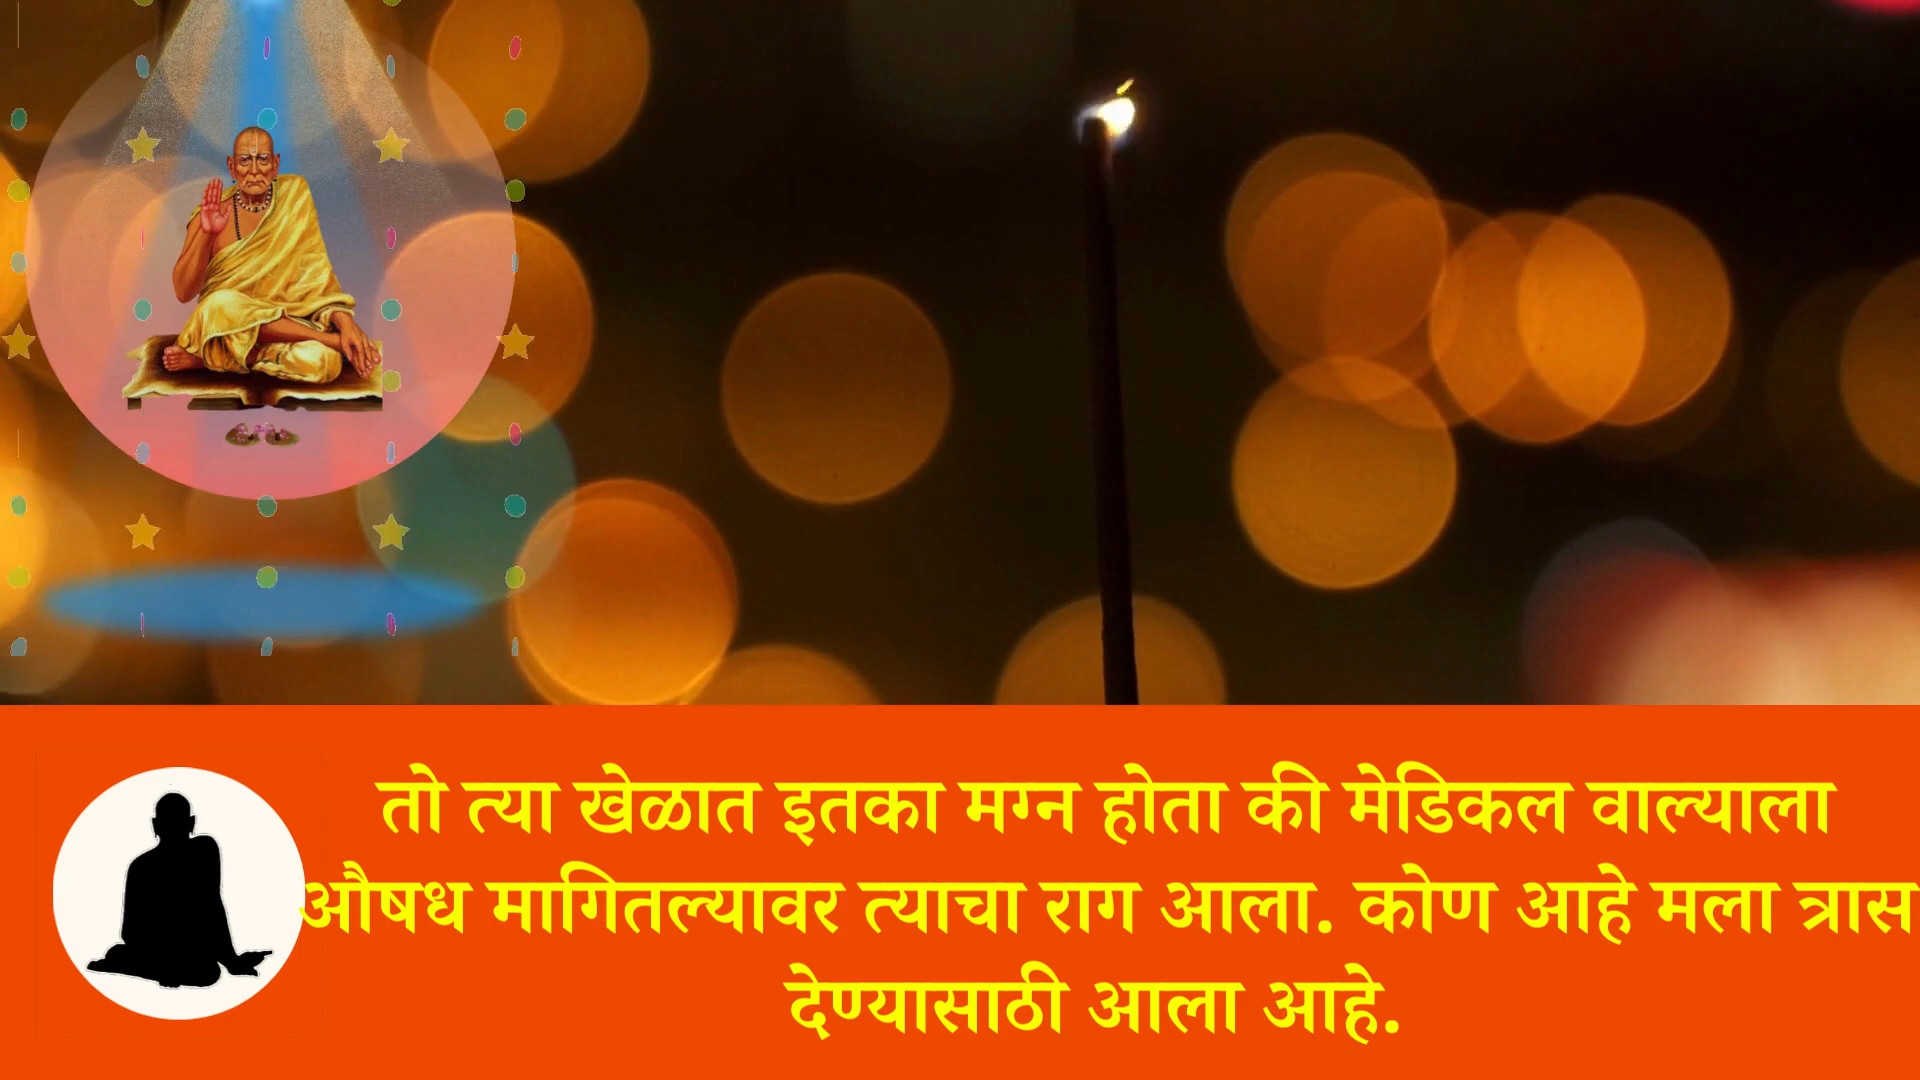 तो त्या खेळात इतका मग्न होता की मेडिकल वाल्याला
औषध मागितल्यावर त्याचा राग आला. कोण आहे मला त्रास
देण्यासाठी आला आहे.